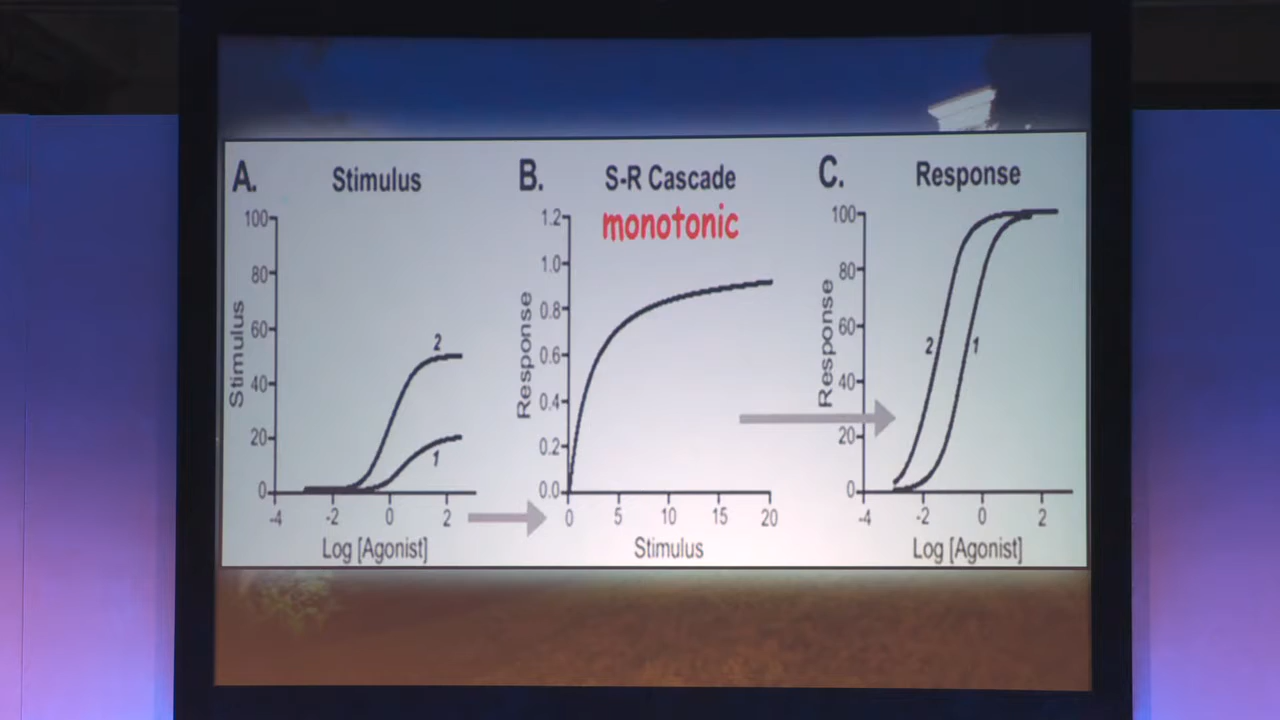 A. Stimulus
100
80
60
40
20
0
Stimulus
2
1
-4 -2 0 2
Log [Agonist]
B. S-R Cascade
monotonic
1.2
1.0
0.8
0.6
0.4
0.2
0.0
Response
0 5 10 15 20
Stimulus
C. Response
100
80
60
40
20
0
Response
2 1
-4 -2 0 2
Log [Agonist]